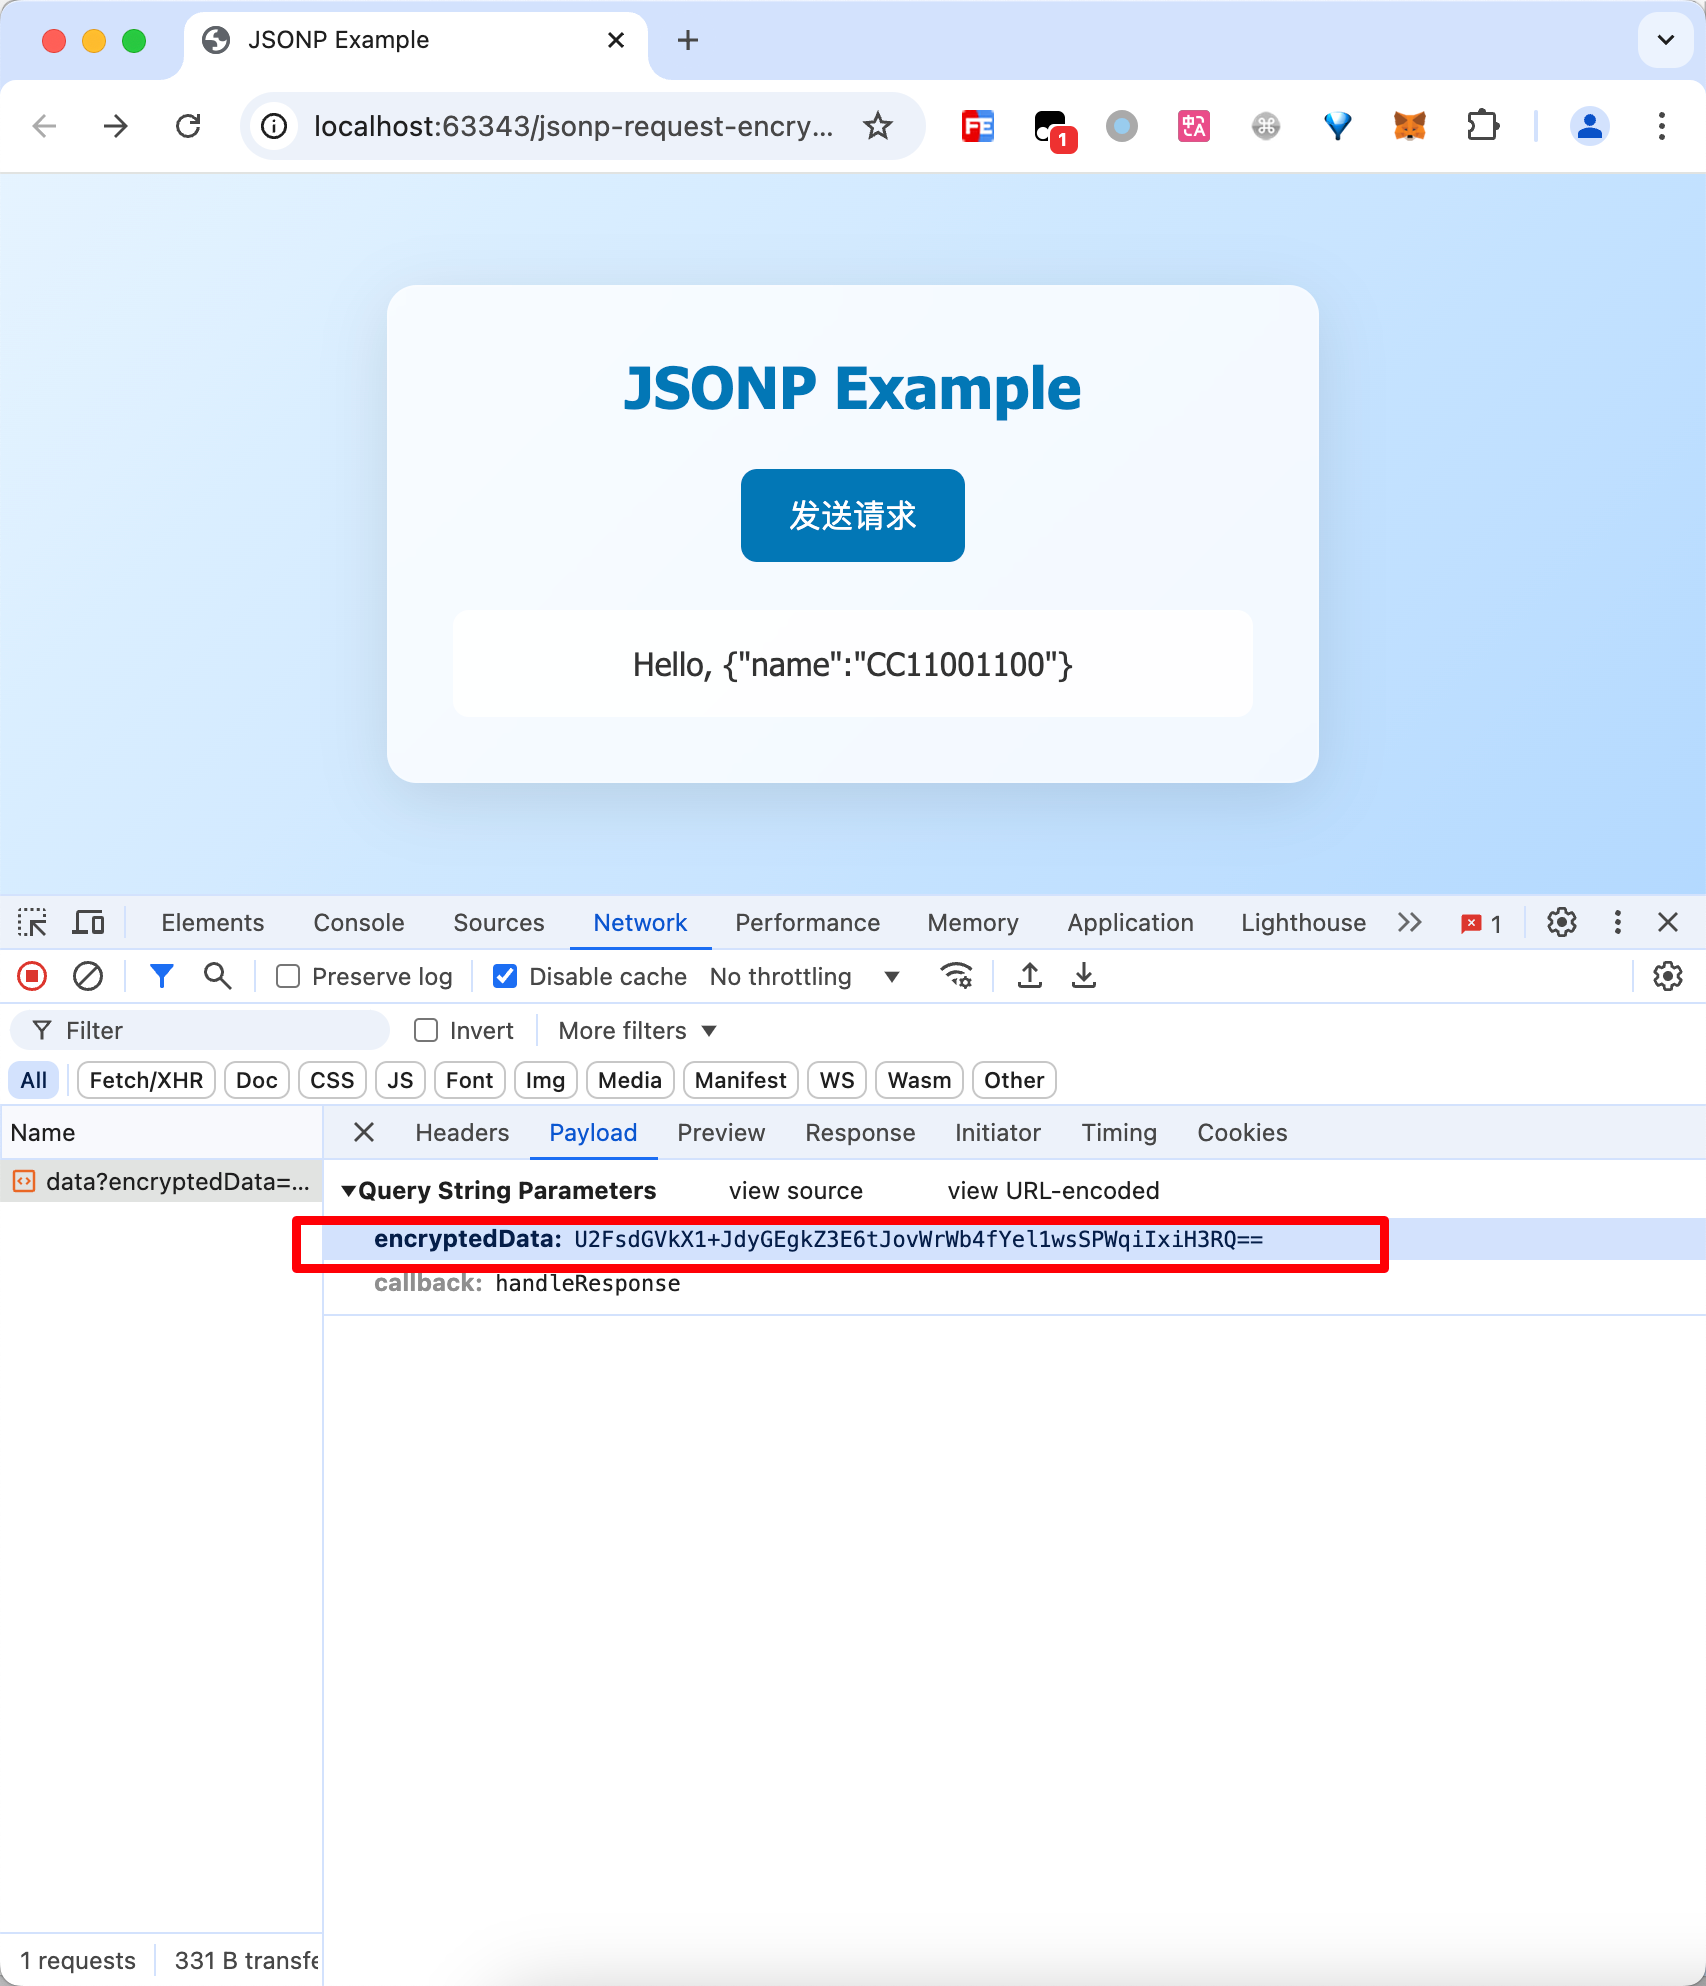 JSONP Example
localhost:63343/jsonp-request-encry...
FE
1
中A
JSONP Example
发送请求
Hello, {"name":"CC11001100"}
Elements Console Sources Network Performance Memory Application Lighthouse 1
Preserve log Disable cache No throttling
Filter Invert More filters
All Fetch/XHR Doc CSS JS Font Img Media Manifest WS Wasm Other
Name
Headers Payload Preview Response Initiator Timing Cookies
data?encryptedData=...
Query String Parameters view source view URL-encoded
encryptedData: U2FsdGVkX1+JdyGEgkZ3E6tJovWrWb4fYel1wsSPWqiIxiH3RQ==
callback: handleResponse
1 requests 331 B transfe